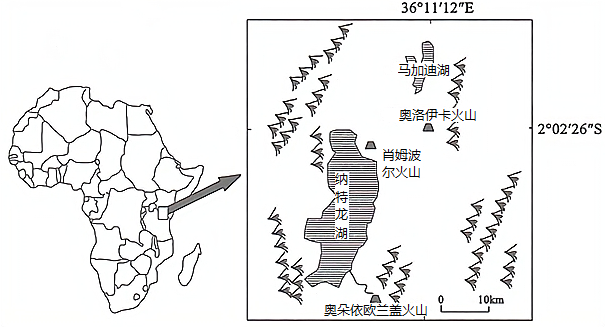 36°11′12″E
马加迪湖
奥洛伊卡火山
2°02′26″S
肖姆波
尔火山
纳
特
龙
湖
0 10km
奥朵依欧兰盖火山